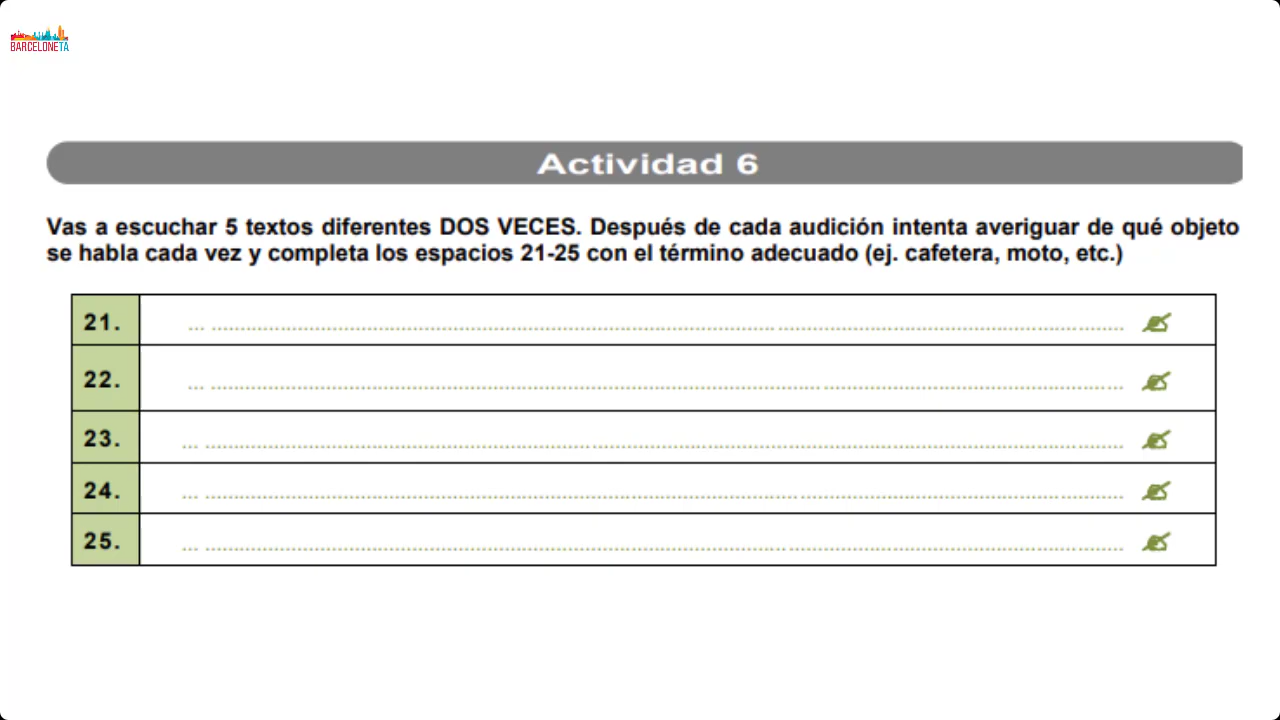 BARCELONETA
Actividad 6
Vas a escuchar 5 textos diferentes DOS VECES. Después de cada audición intenta averiguar de qué objeto
se habla cada vez y completa los espacios 21-25 con el término adecuado (ej. cafetera, moto, etc.)
21.
22.
23.
24.
25.